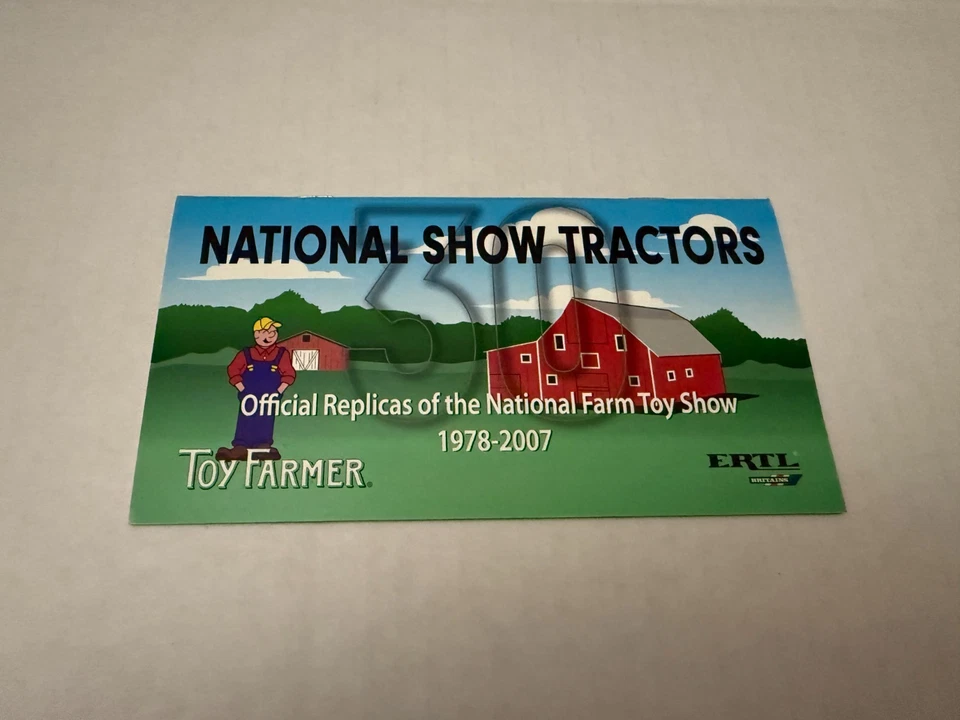 30
NATIONAL SHOW TRACTORS
Official Replicas of the National Farm Toy Show
1978-2007
TOY FARMER®
ERTL®
BRITAINS